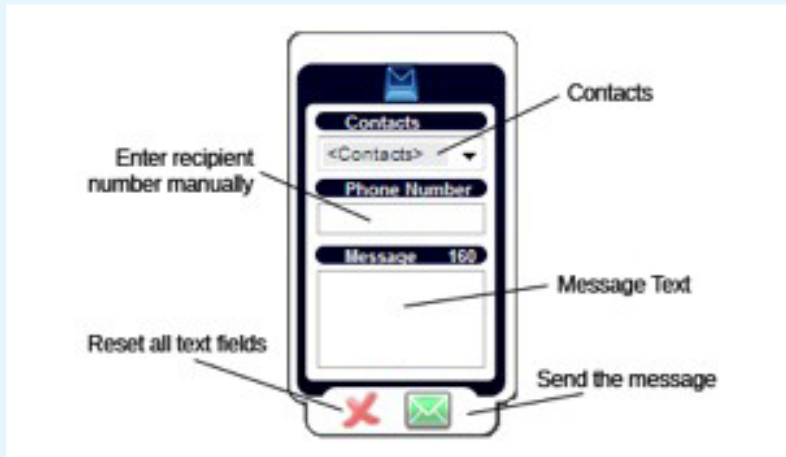 Contacts
Contacts
<Contacts>
Enter recipient
number manually
Phone Number
Message 160
Message Text
Reset all text fields
Send the message